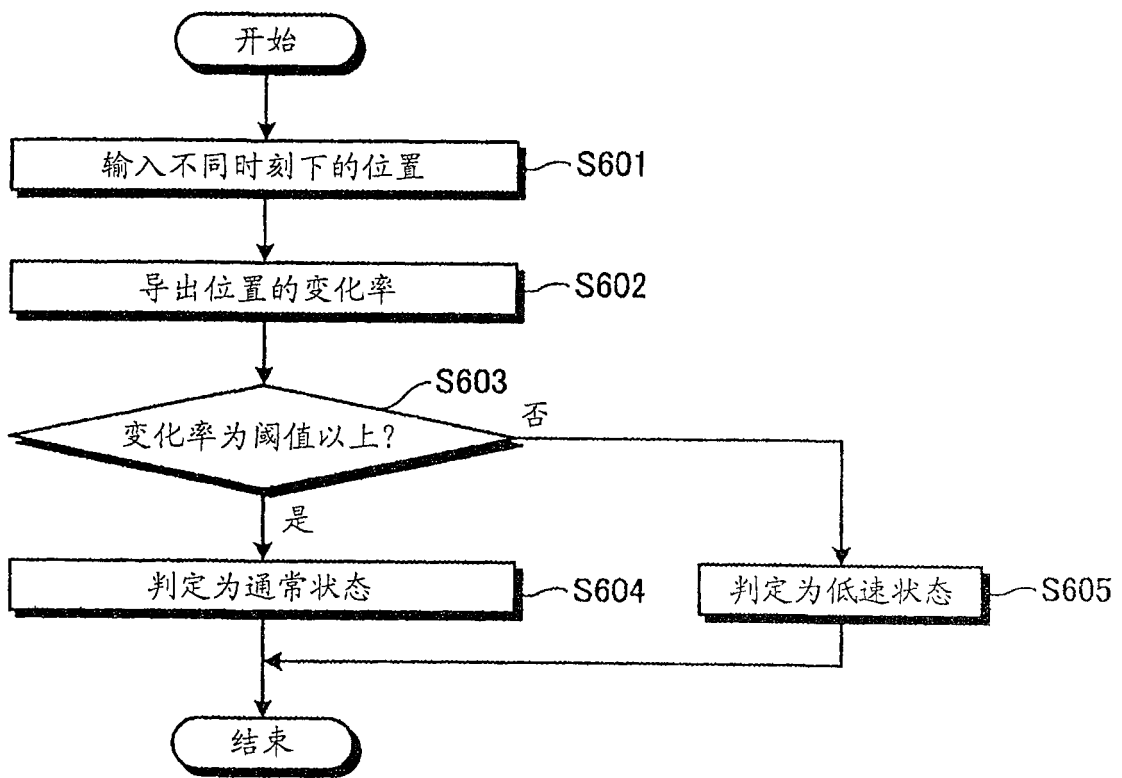 开始
输入不同时刻下的位置
S601
导出位置的变化率
S602
S603
变化率为阈值以上?
否
是
判定为通常状态
S604
判定为低速状态
S605
结束